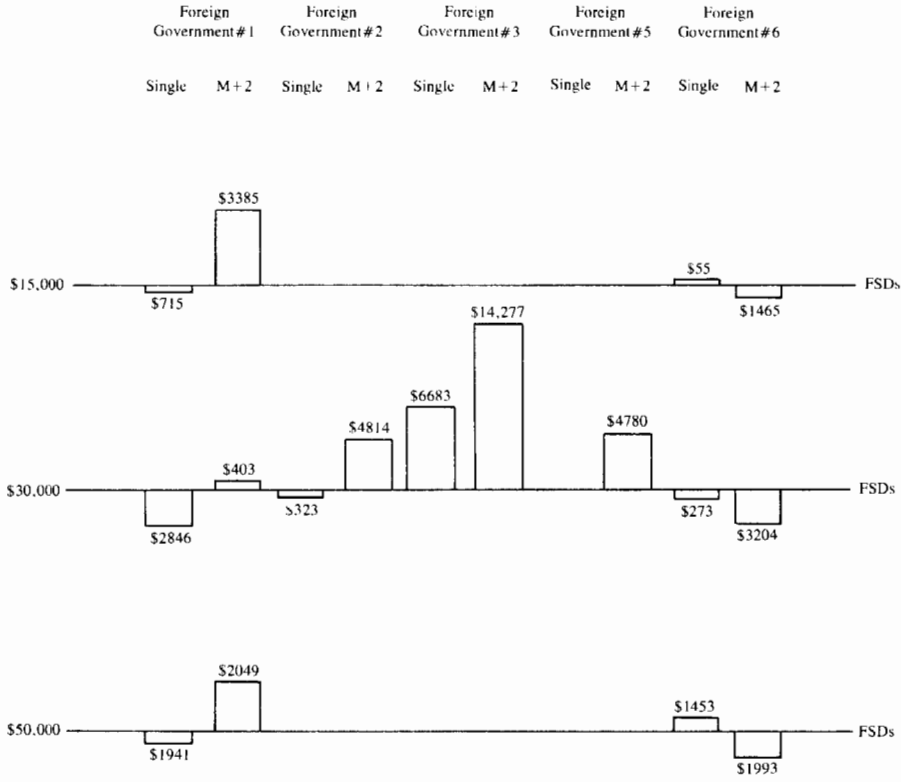 Foreign Foreign Foreign Foreign Foreign
Government#1 Government#2 Government#3 Government#5 Government#6
Single M+2 Single M+2 Single M+2 Single M+2 Single M+2
$3385
$55
$15,000 FSDs
$715 $1465
$14,277
$6683
$4814 $4780
$403
$30,000 FSDs
$323 $273
$2846 $3204
$2049
$1453
$50,000 FSDs
$1941 $1993